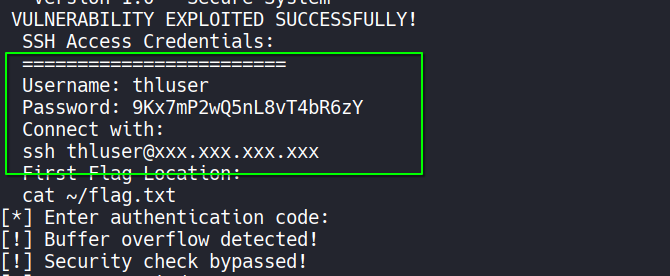 Version 1.0 - Secure System
VULNERABILITY EXPLOITED SUCCESSFULLY!
SSH Access Credentials:
========================
Username: thluser
Password: 9Kx7mP2wQ5nL8vT4bR6zY
Connect with:
ssh thluser@xxx.xxx.xxx.xxx
First Flag Location:
cat ~/flag.txt
[*] Enter authentication code:
[!] Buffer overflow detected!
[!] Security check bypassed!